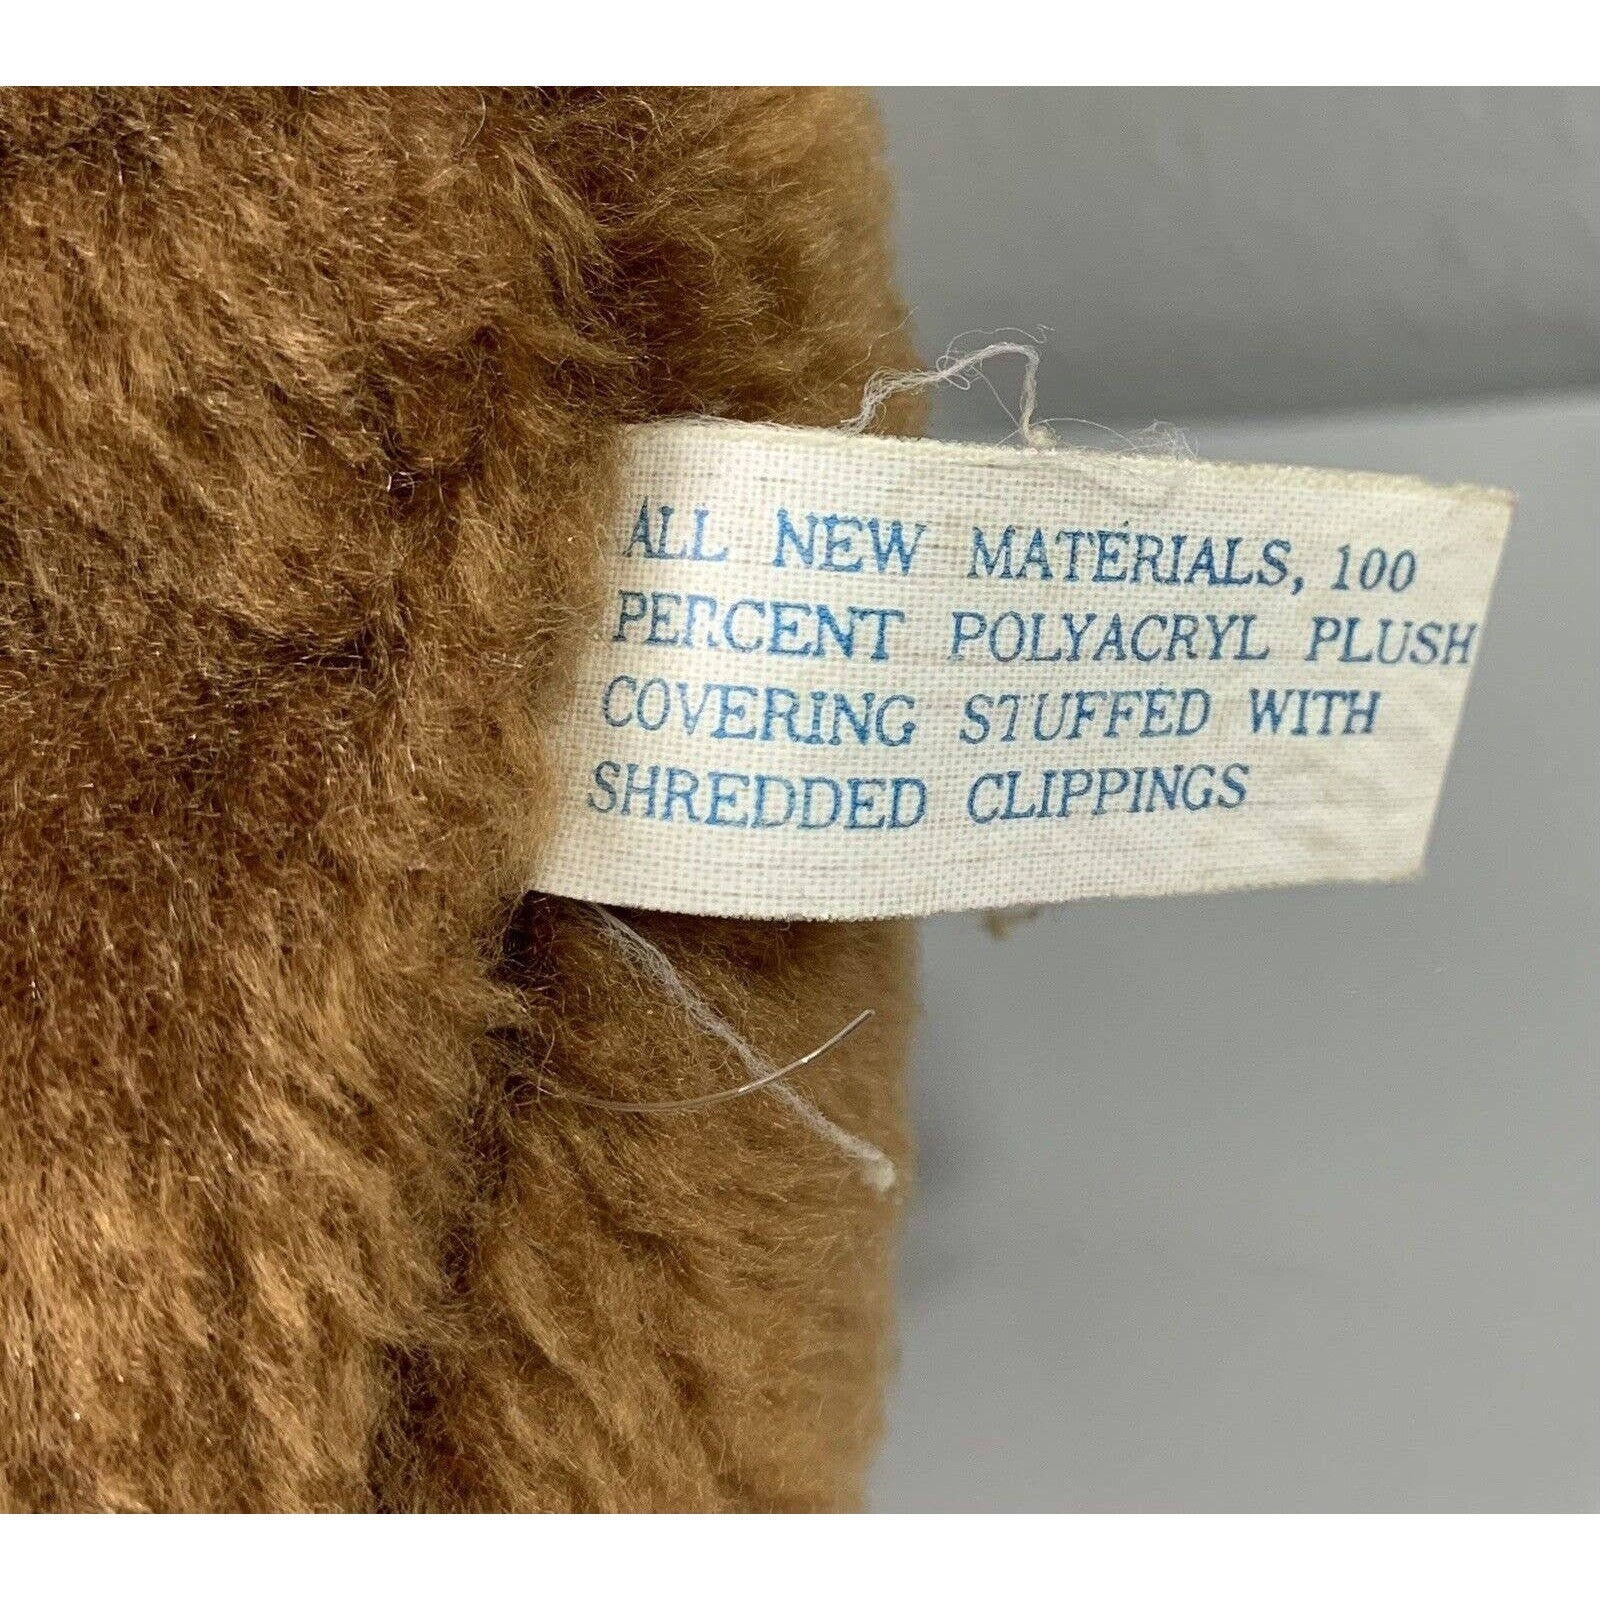 ALL NEW MATERIALS, 100
PERCENT POLYACRYL PLUSH
COVERING STUFFED WITH
SHREDDED CLIPPINGS